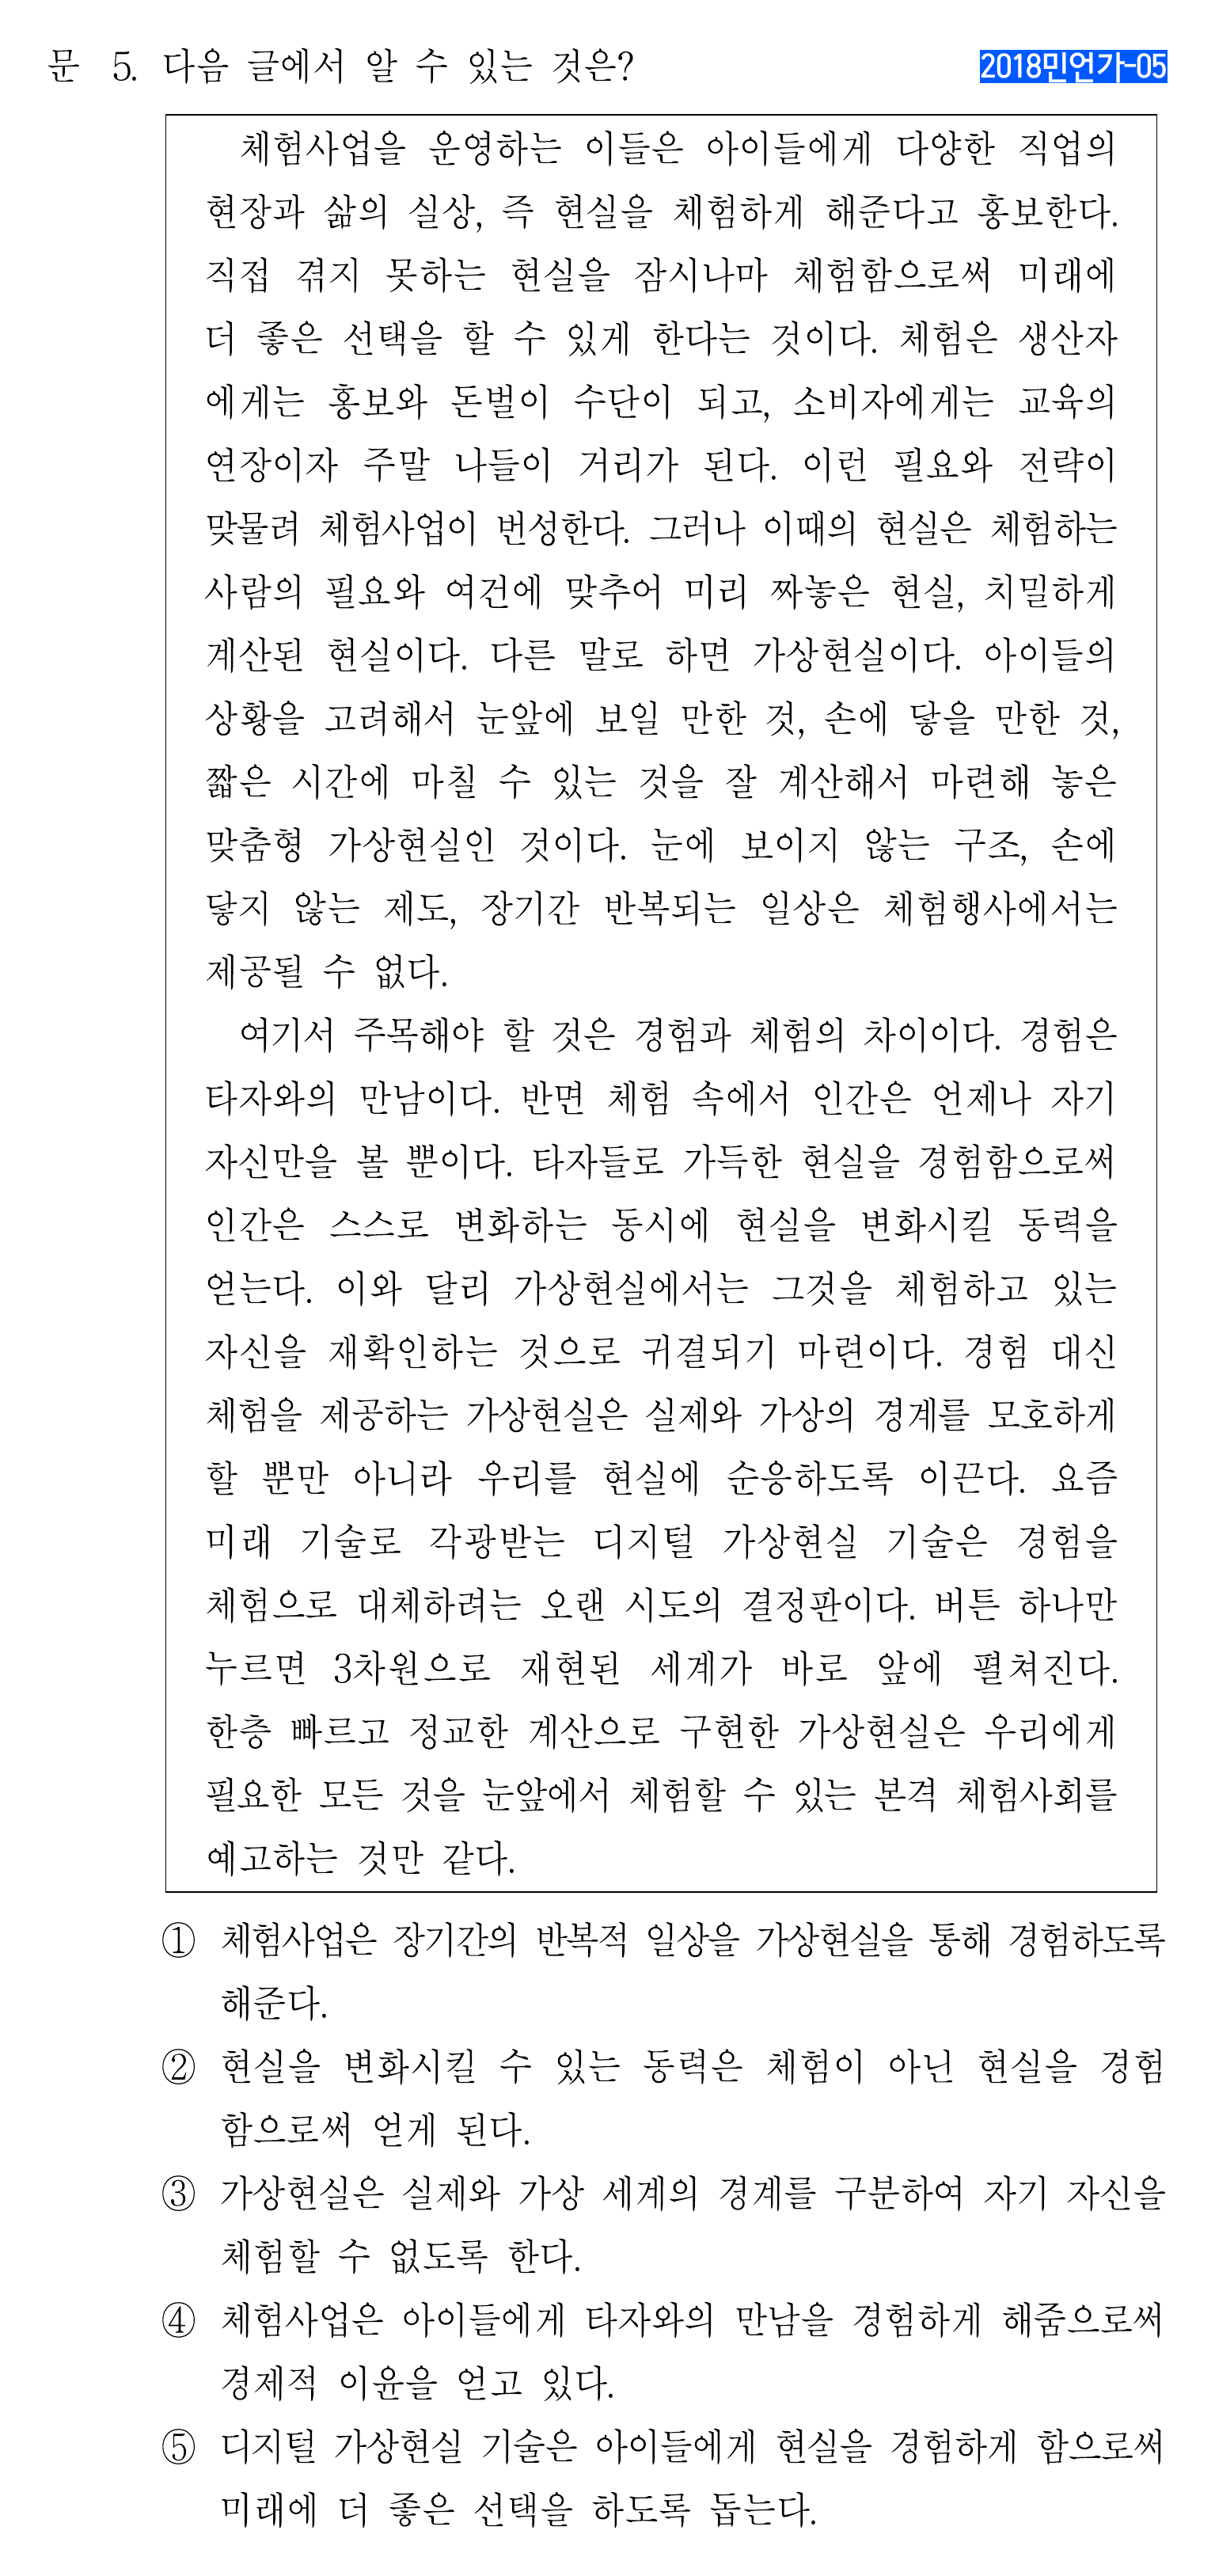 문 5. 다음 글에서 알 수 있는 것은?
2018민언가-05
체험사업을 운영하는 이들은 아이들에게 다양한 직업의
현장과 삶의 실상, 즉 현실을 체험하게 해준다고 홍보한다.
직접 겪지 못하는 현실을 잠시나마 체험함으로써 미래에
더 좋은 선택을 할 수 있게 한다는 것이다. 체험은 생산자
에게는 홍보와 돈벌이 수단이 되고, 소비자에게는 교육의
연장이자 주말 나들이 거리가 된다. 이런 필요와 전략이
맞물려 체험사업이 번성한다. 그러나 이때의 현실은 체험하는
사람의 필요와 여건에 맞추어 미리 짜놓은 현실, 치밀하게
계산된 현실이다. 다른 말로 하면 가상현실이다. 아이들의
상황을 고려해서 눈앞에 보일 만한 것, 손에 닿을 만한 것,
짧은 시간에 마칠 수 있는 것을 잘 계산해서 마련해 놓은
맞춤형 가상현실인 것이다. 눈에 보이지 않는 구조, 손에
닿지 않는 제도, 장기간 반복되는 일상은 체험행사에서는
제공될 수 없다.
여기서 주목해야 할 것은 경험과 체험의 차이이다. 경험은
타자와의 만남이다. 반면 체험 속에서 인간은 언제나 자기
자신만을 볼 뿐이다. 타자들로 가득한 현실을 경험함으로써
인간은 스스로 변화하는 동시에 현실을 변화시킬 동력을
얻는다. 이와 달리 가상현실에서는 그것을 체험하고 있는
자신을 재확인하는 것으로 귀결되기 마련이다. 경험 대신
체험을 제공하는 가상현실은 실제와 가상의 경계를 모호하게
할 뿐만 아니라 우리를 현실에 순응하도록 이끈다. 요즘
미래 기술로 각광받는 디지털 가상현실 기술은 경험을
체험으로 대체하려는 오랜 시도의 결정판이다. 버튼 하나만
누르면 3차원으로 재현된 세계가 바로 앞에 펼쳐진다.
한층 빠르고 정교한 계산으로 구현한 가상현실은 우리에게
필요한 모든 것을 눈앞에서 체험할 수 있는 본격 체험사회를
예고하는 것만 같다.
① 체험사업은 장기간의 반복적 일상을 가상현실을 통해 경험하도록
해준다.
② 현실을 변화시킬 수 있는 동력은 체험이 아닌 현실을 경험
함으로써 얻게 된다.
③ 가상현실은 실제와 가상 세계의 경계를 구분하여 자기 자신을
체험할 수 없도록 한다.
④ 체험사업은 아이들에게 타자와의 만남을 경험하게 해줌으로써
경제적 이윤을 얻고 있다.
⑤ 디지털 가상현실 기술은 아이들에게 현실을 경험하게 함으로써
미래에 더 좋은 선택을 하도록 돕는다.